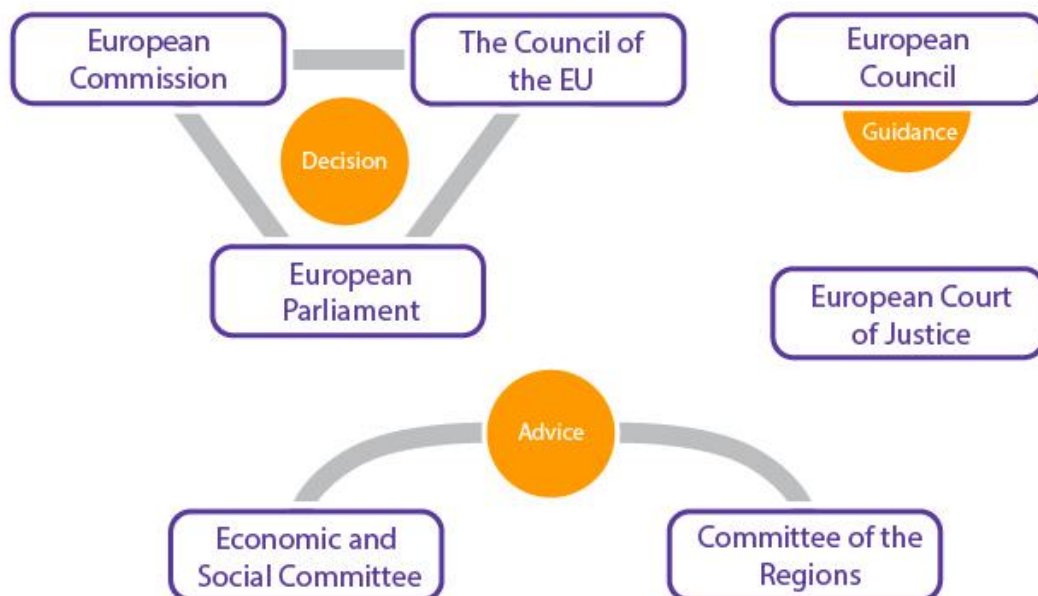 European
Commission
The Council of
the EU
European
Council
Decision
Guidance
European
Parliament
European Court
of Justice
Advice
Economic and
Social Committee
Committee of the
Regions